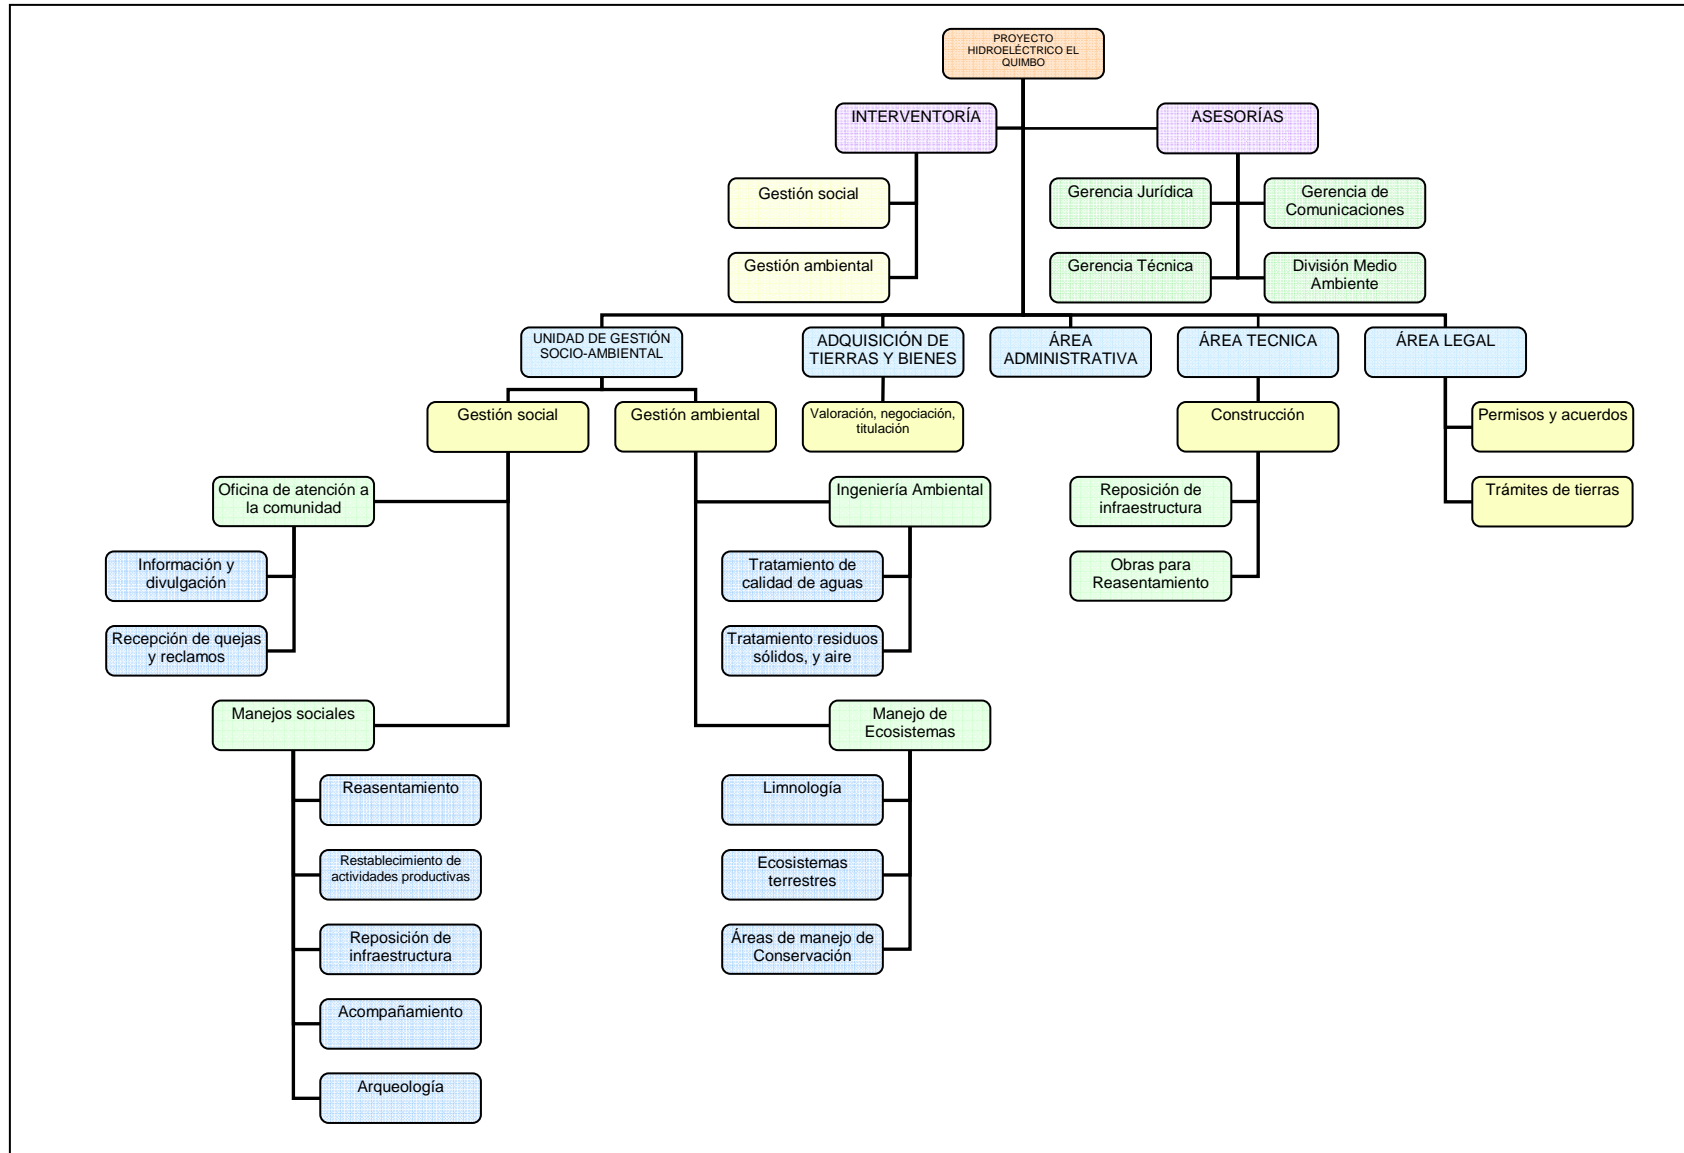 PROYECTO
HIDROELÉCTRICO EL
QUIMBO
INTERVENTORÍA
ASESORÍAS
Gestión social
Gerencia Jurídica
Gerencia de
Comunicaciones
Gestión ambiental
Gerencia Técnica
División Medio
Ambiente
UNIDAD DE GESTIÓN
SOCIO-AMBIENTAL
ADQUISICIÓN DE
TIERRAS Y BIENES
ÁREA
ADMINISTRATIVA
ÁREA TECNICA
ÁREA LEGAL
Gestión social
Gestión ambiental
Valoración, negociación,
titulación
Construcción
Permisos y acuerdos
Oficina de atención a
la comunidad
Ingeniería Ambiental
Reposición de
infraestructura
Trámites de tierras
Información y
divulgación
Tratamiento de
calidad de aguas
Obras para
Reasentamiento
Recepción de quejas
y reclamos
Tratamiento residuos
sólidos, y aire
Manejos sociales
Manejo de
Ecosistemas
Reasentamiento
Limnología
Restablecimiento de
actividades productivas
Ecosistemas
terrestres
Reposición de
infraestructura
Áreas de manejo de
Conservación
Acompañamiento
Arqueología